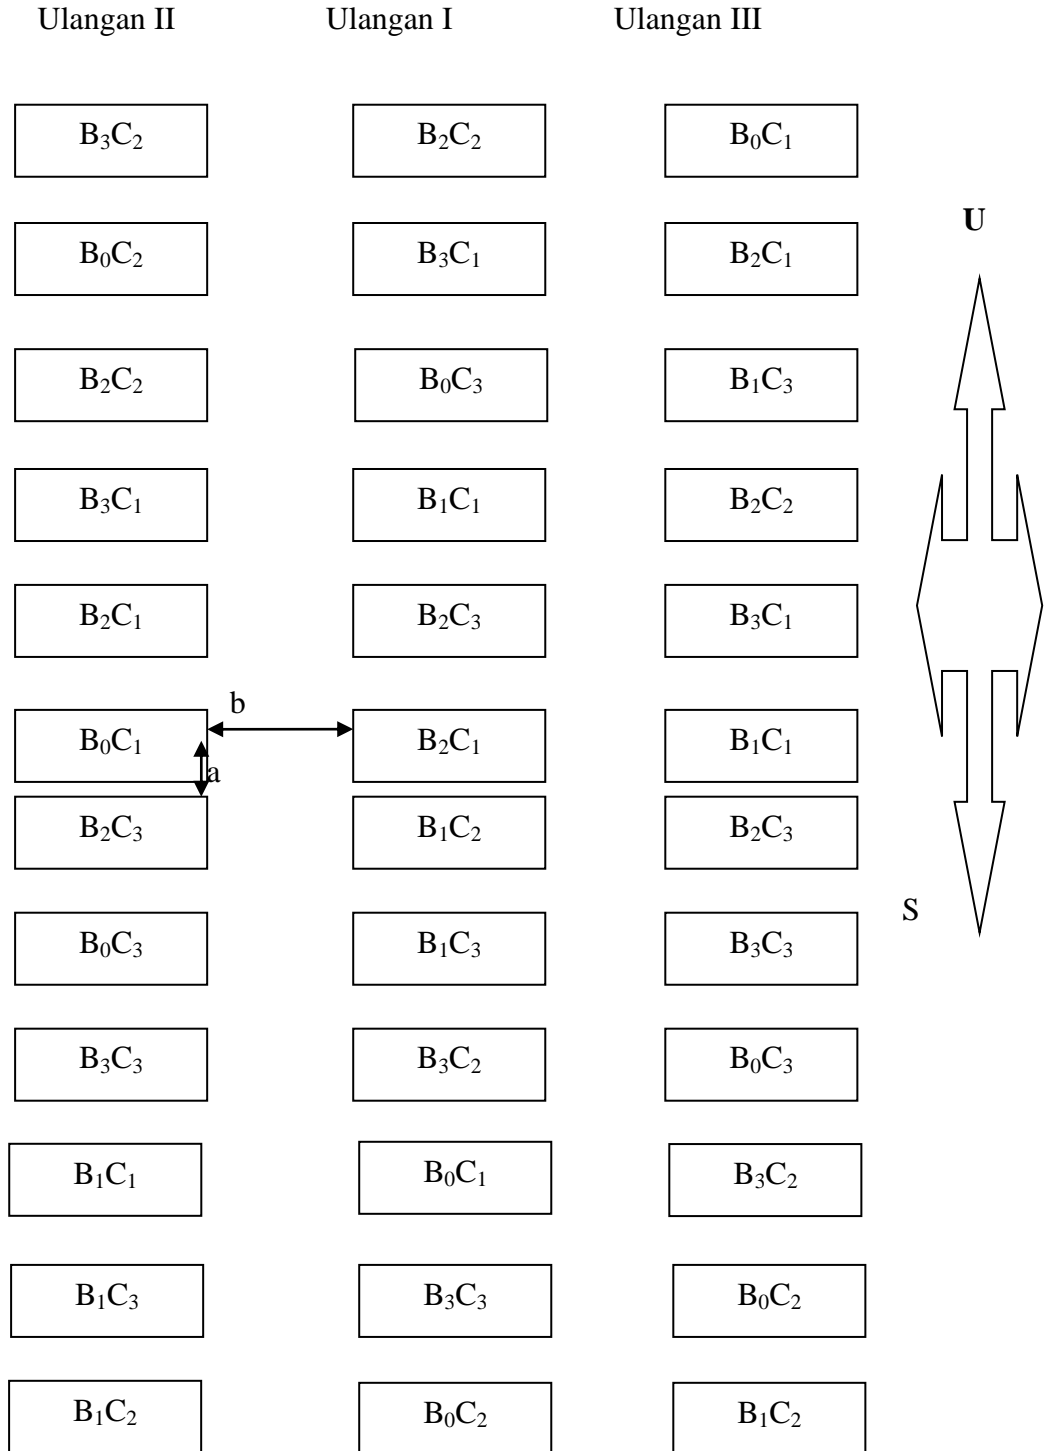 Ulangan II Ulangan I Ulangan III
B₃C₂ B₂C₂ B₀C₁
U
B₀C₂ B₃C₁ B₂C₁
B₂C₂ B₀C₃ B₁C₃
B₃C₁ B₁C₁ B₂C₂
B₂C₁ B₂C₃ B₃C₁
b
B₀C₁ B₂C₁ B₁C₁
a
B₂C₃ B₁C₂ B₂C₃
S
B₀C₃ B₁C₃ B₃C₃
B₃C₃ B₃C₂ B₀C₃
B₁C₁ B₀C₁ B₃C₂
B₁C₃ B₃C₃ B₀C₂
B₁C₂ B₀C₂ B₁C₂